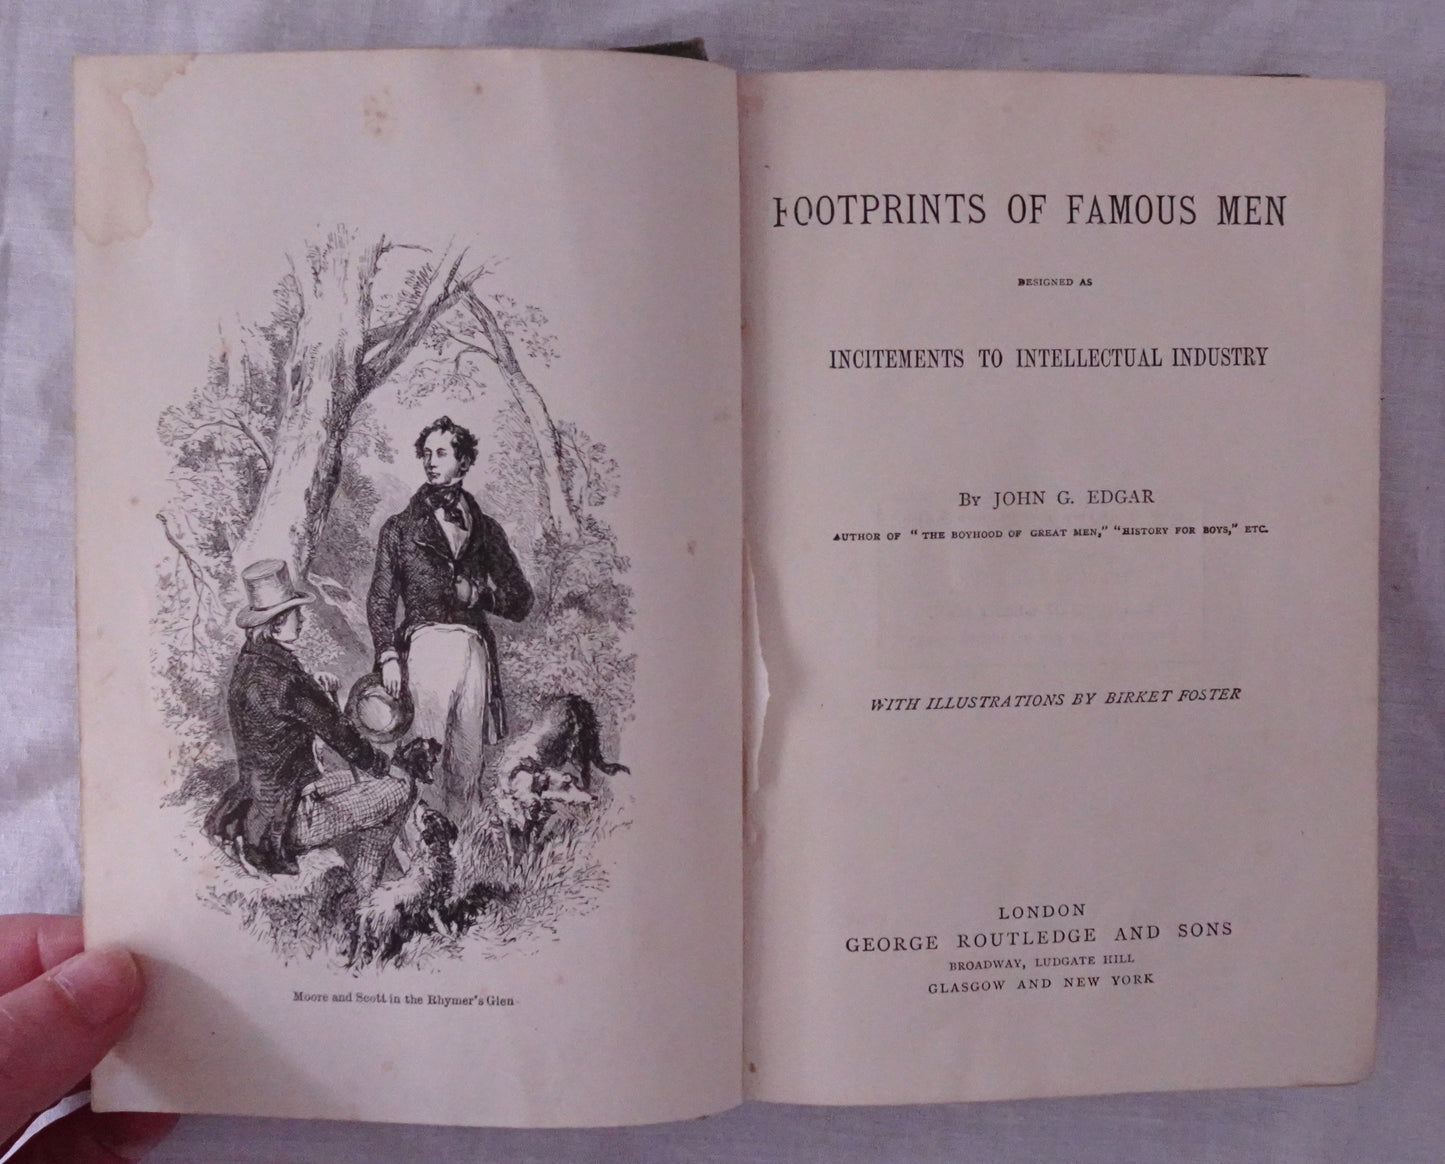 Moore and Scott in the Rhymer's Glen
FOOTPRINTS OF FAMOUS MEN
DESIGNED AS
INCITEMENTS TO INTELLECTUAL INDUSTRY
BY JOHN G. EDGAR
AUTHOR OF "THE BOYHOOD OF GREAT MEN," "HISTORY FOR BOYS," ETC.
WITH ILLUSTRATIONS BY BIRKET FOSTER
LONDON
GEORGE ROUTLEDGE AND SONS
BROADWAY, LUDGATE HILL
GLASGOW AND NEW YORK